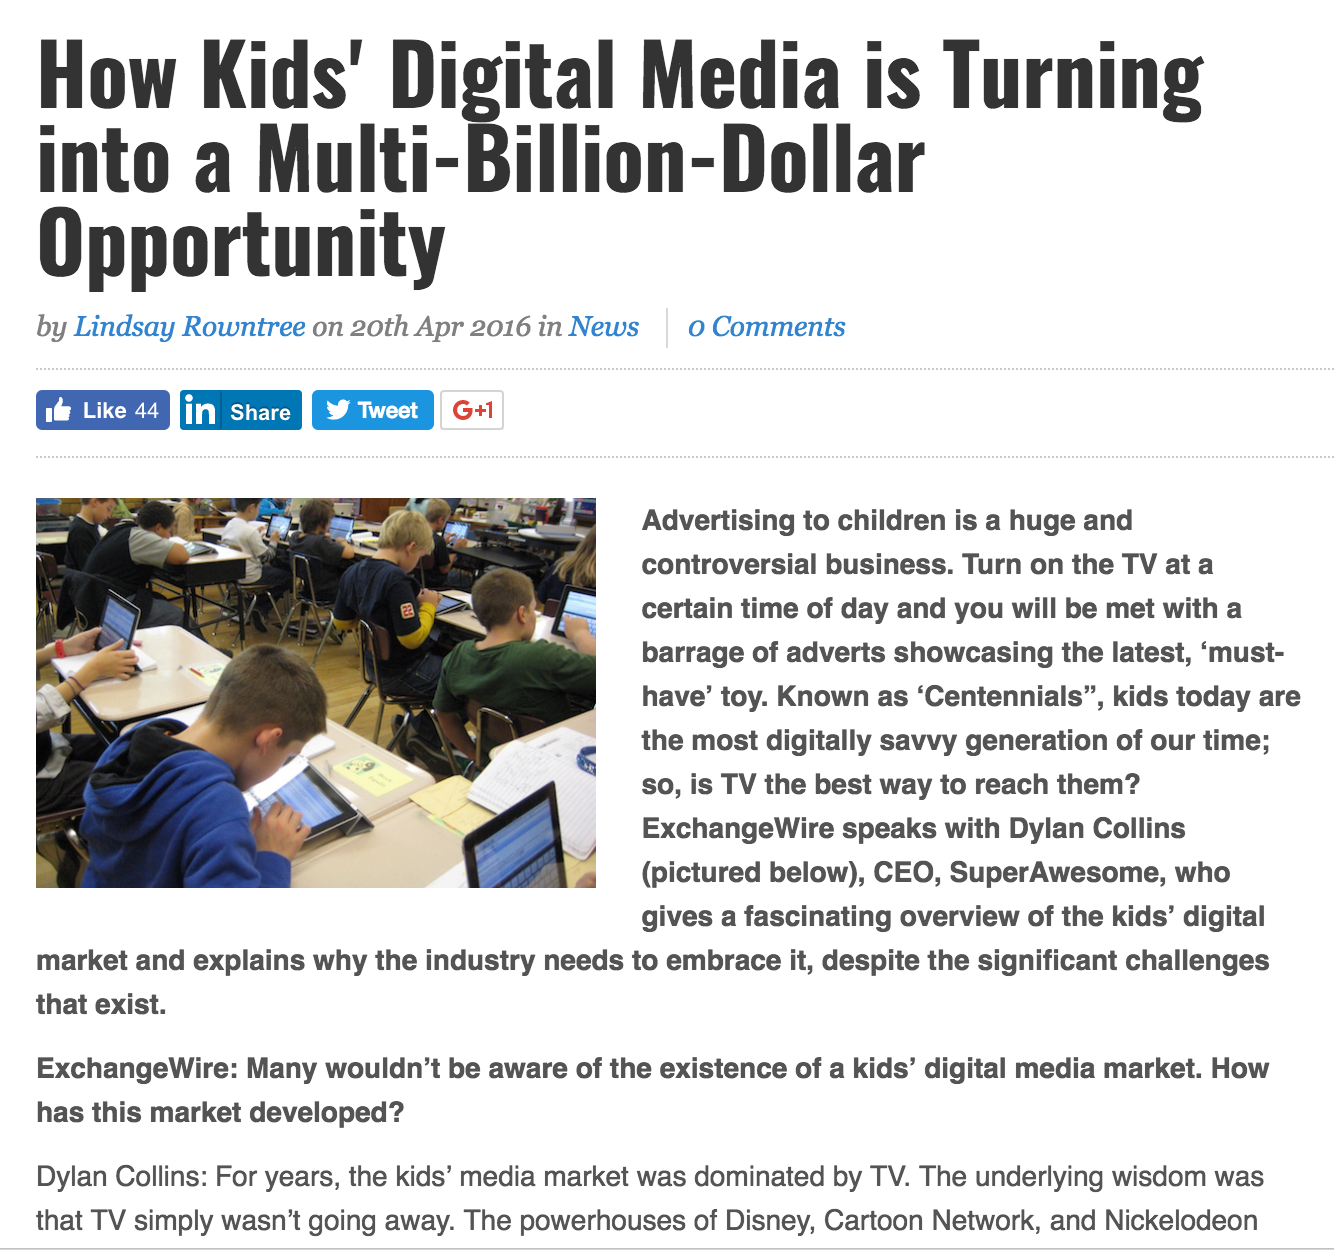 How Kids' Digital Media is Turning
into a Multi-Billion-Dollar
Opportunity
by Lindsay Rowntree on 20th Apr 2016 in News
0 Comments
Like 44
in Share
Tweet
G+1
Advertising to children is a huge and
controversial business. Turn on the TV at a
certain time of day and you will be met with a
barrage of adverts showcasing the latest, ‘must-
have’ toy. Known as ‘Centennials”, kids today are
the most digitally savvy generation of our time;
so, is TV the best way to reach them?
ExchangeWire speaks with Dylan Collins
(pictured below), CEO, SuperAwesome, who
gives a fascinating overview of the kids’ digital
market and explains why the industry needs to embrace it, despite the significant challenges
that exist.
ExchangeWire: Many wouldn’t be aware of the existence of a kids’ digital media market. How
has this market developed?
Dylan Collins: For years, the kids’ media market was dominated by TV. The underlying wisdom was
that TV simply wasn’t going away. The powerhouses of Disney, Cartoon Network, and Nickelodeon